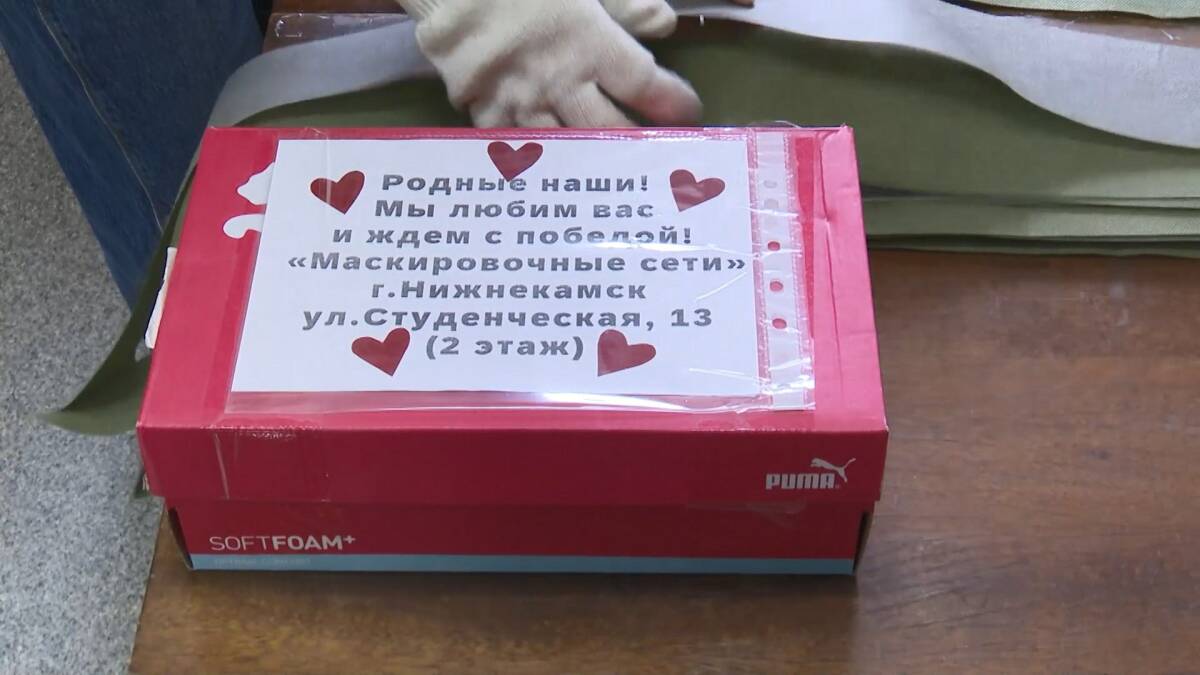 Родные наши!
Мы любим вас
и ждем с победой!
«Маскировочные сети»
г.Нижнекамск
ул.Студенческая, 13
(2 этаж)
PUMA
SOFTFOAM+